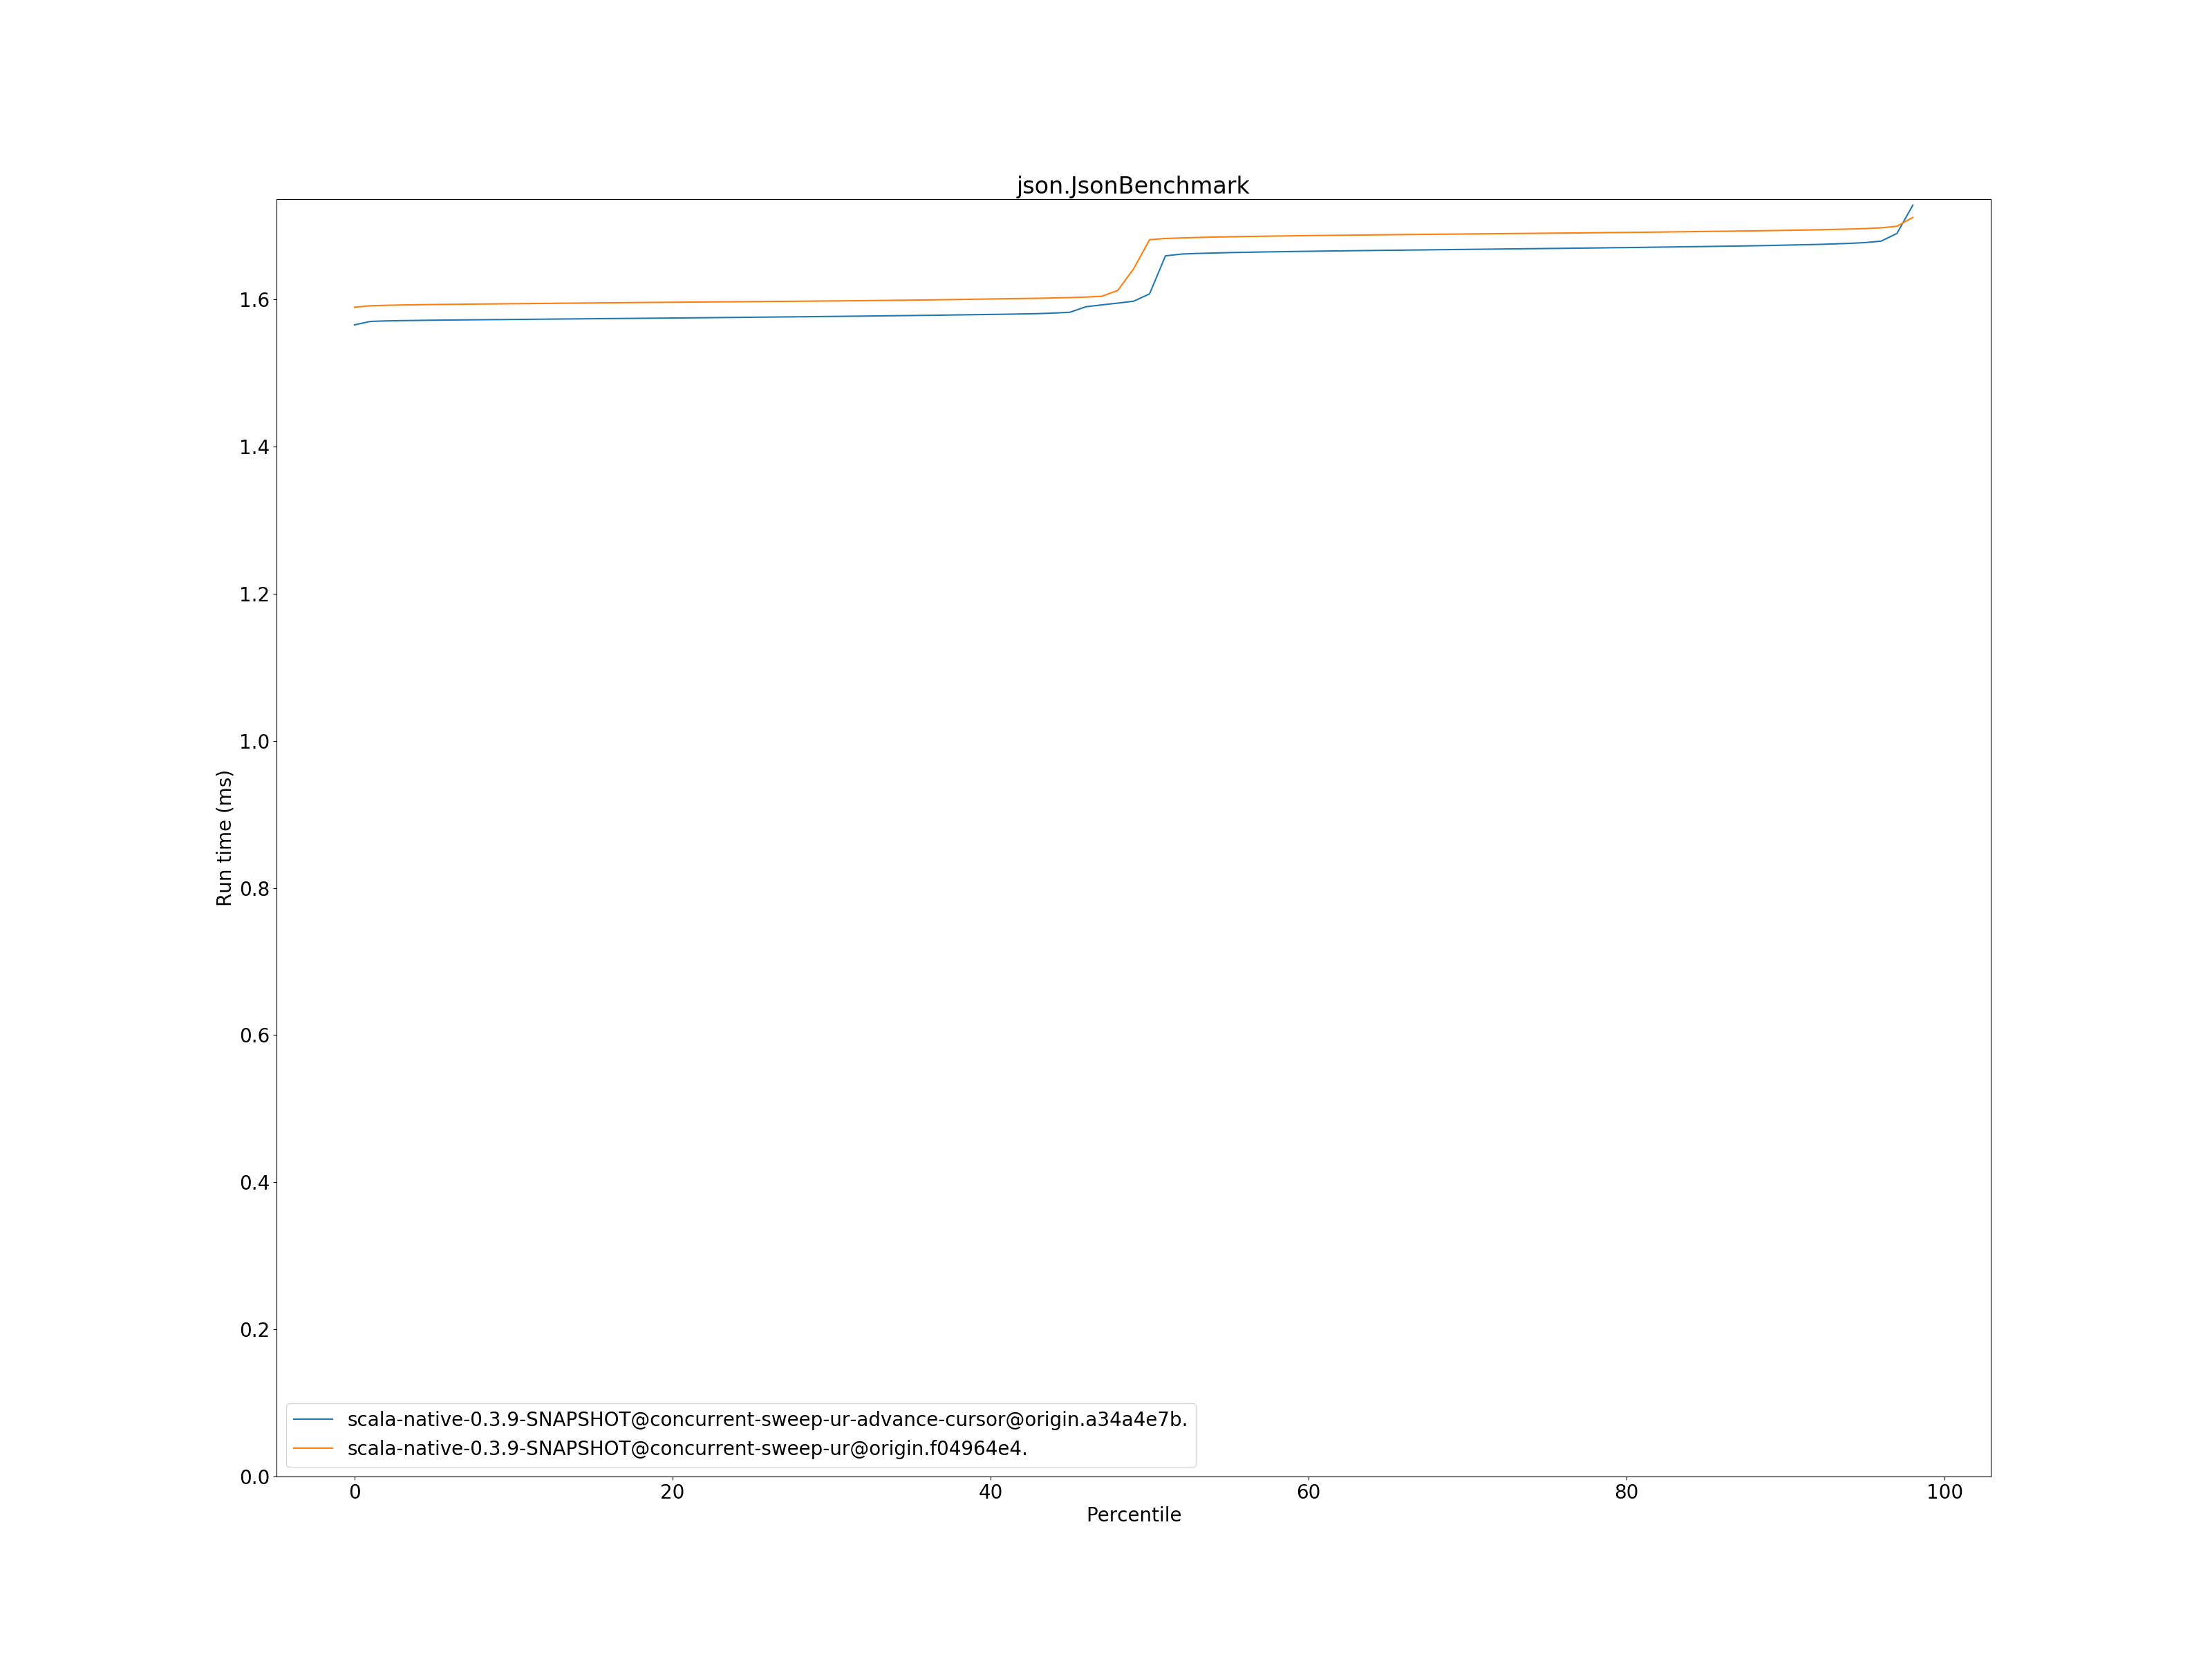 json.JsonBenchmark
1.6
1.4
1.2
1.0
0.8
0.6
0.4
0.2
0.0
Run time (ms)
scala-native-0.3.9-SNAPSHOT@concurrent-sweep-ur-advance-cursor@origin.a34a4e7b.
scala-native-0.3.9-SNAPSHOT@concurrent-sweep-ur@origin.f04964e4.
0 20 40 60 80 100
Percentile